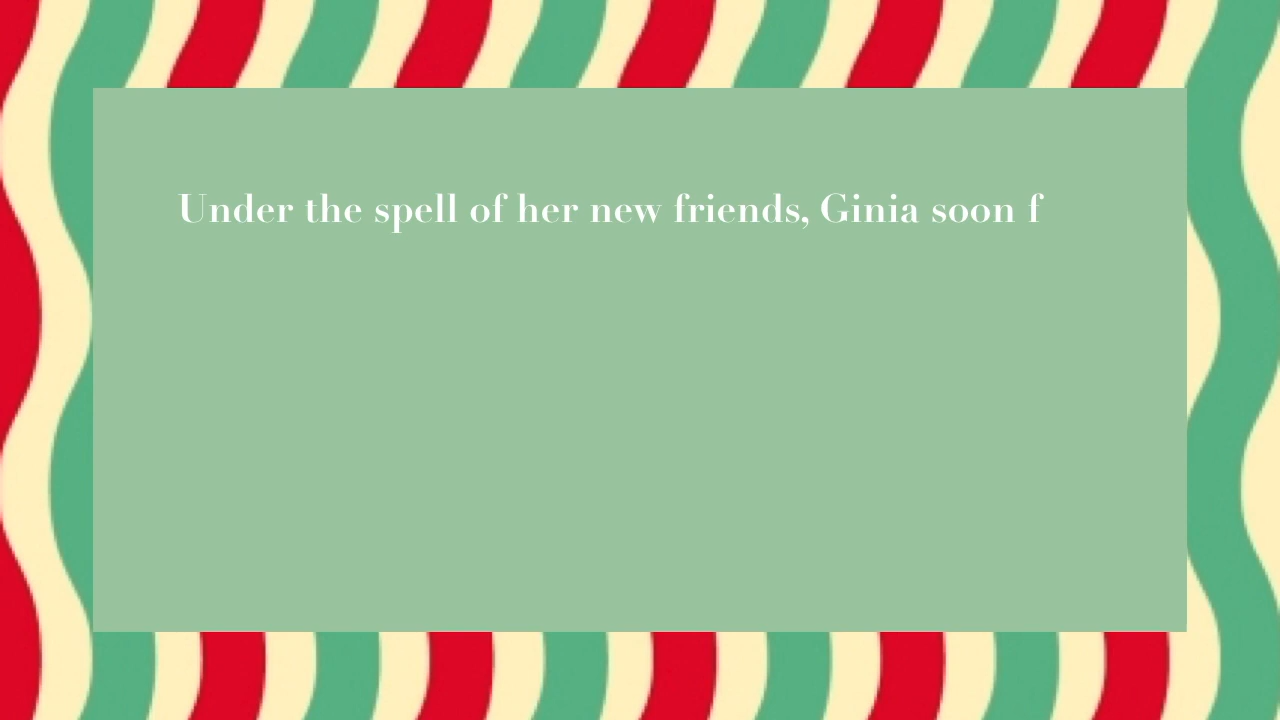 Under the spell of her new friends, Ginia soon f